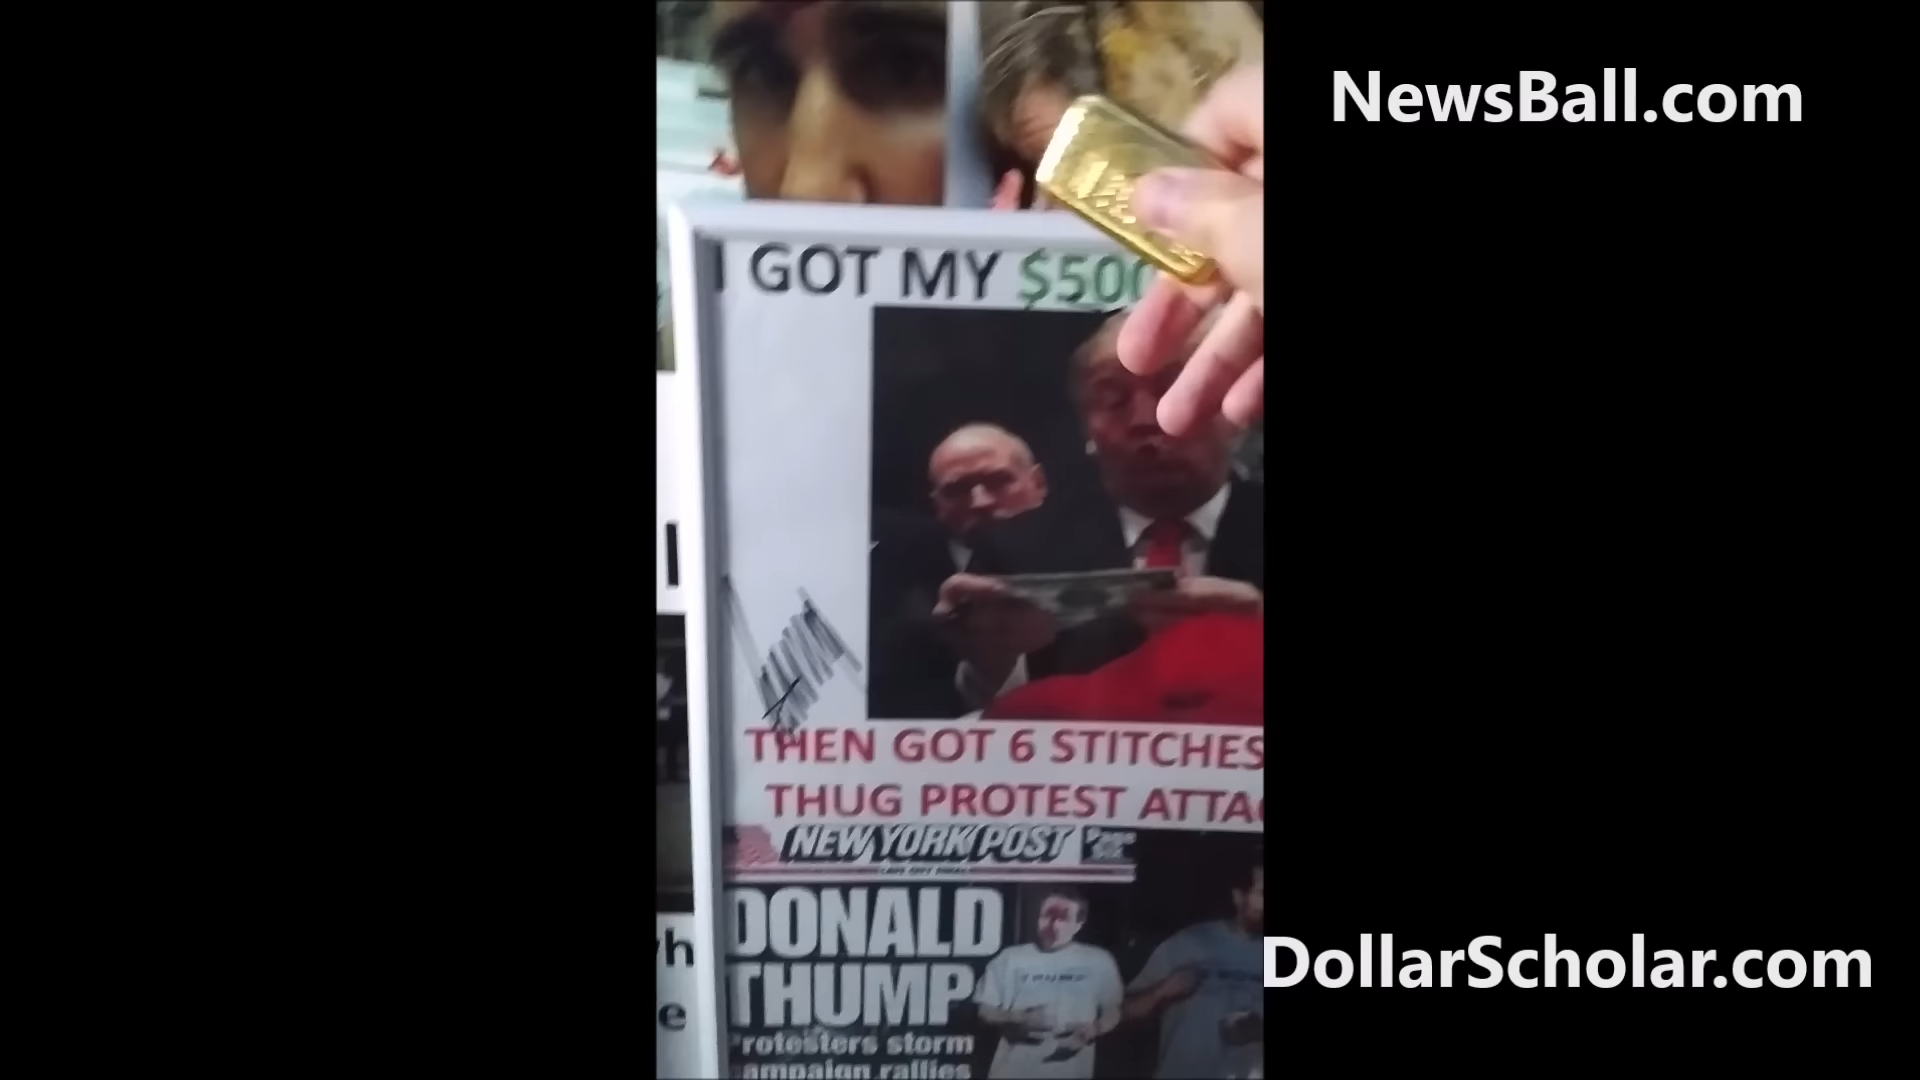 NewsBall.com
I GOT MY $500
THEN GOT 6 STITCHES
THUG PROTEST ATTA
NEW YORK POST
DONALD
THUMP
Protesters storm
campaign rallies
DollarScholar.com